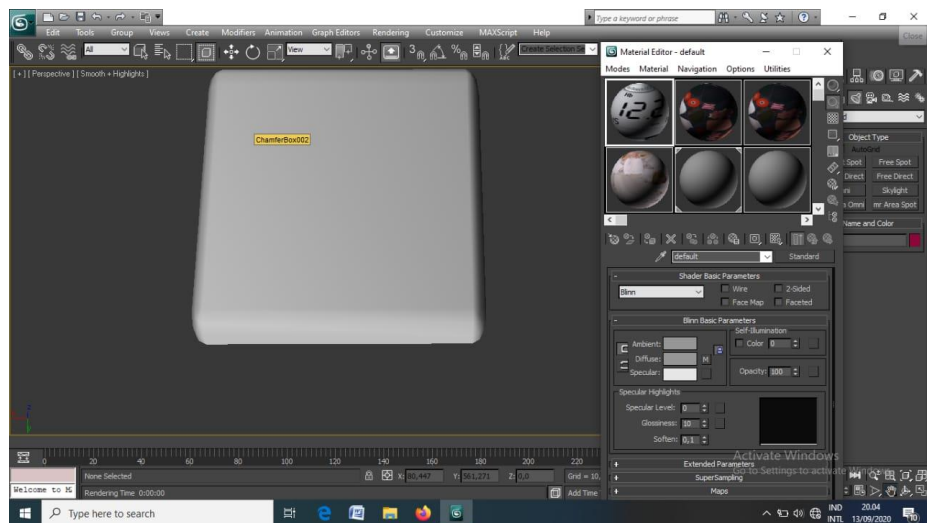 Type a keyword or phrase
Edit Tools Group Views Create Modifiers Animation Graph Editors Rendering Customize MAXScript Help
Close
All View 3 Create Selection Se
Material Editor - default
Modes Material Navigation Options Utilities
[ + ] [ Perspective ] [ Smooth + Highlights ]
ChamferBox002
12.2
Object Type
AutoGrid
Spot Free Spot
Direct Free Direct
Skylight
Omni mr Area Spot
Name and Color
default Standard
Shader Basic Parameters
Blinn Wire 2-Sided
Face Map Faceted
Blinn Basic Parameters
Self-Illumination
Ambient: Color 0
Diffuse: M
Specular: Opacity: 100
Specular Highlights
Specular Level: 0
Glossiness: 10
Soften: 0,1
Extended Parameters
SuperSampling
Maps
Activate Windows
Go to Settings to activate
z
0 20 40 60 80 100 120 140 160 180 200 220
None Selected X: 80,447 Y: 561,271 Z: 0,0 Grid = 10,
Welcome to M Rendering Time 0:00:00 Add Time
Type here to search
IND 20.04
INTL 13/09/2020